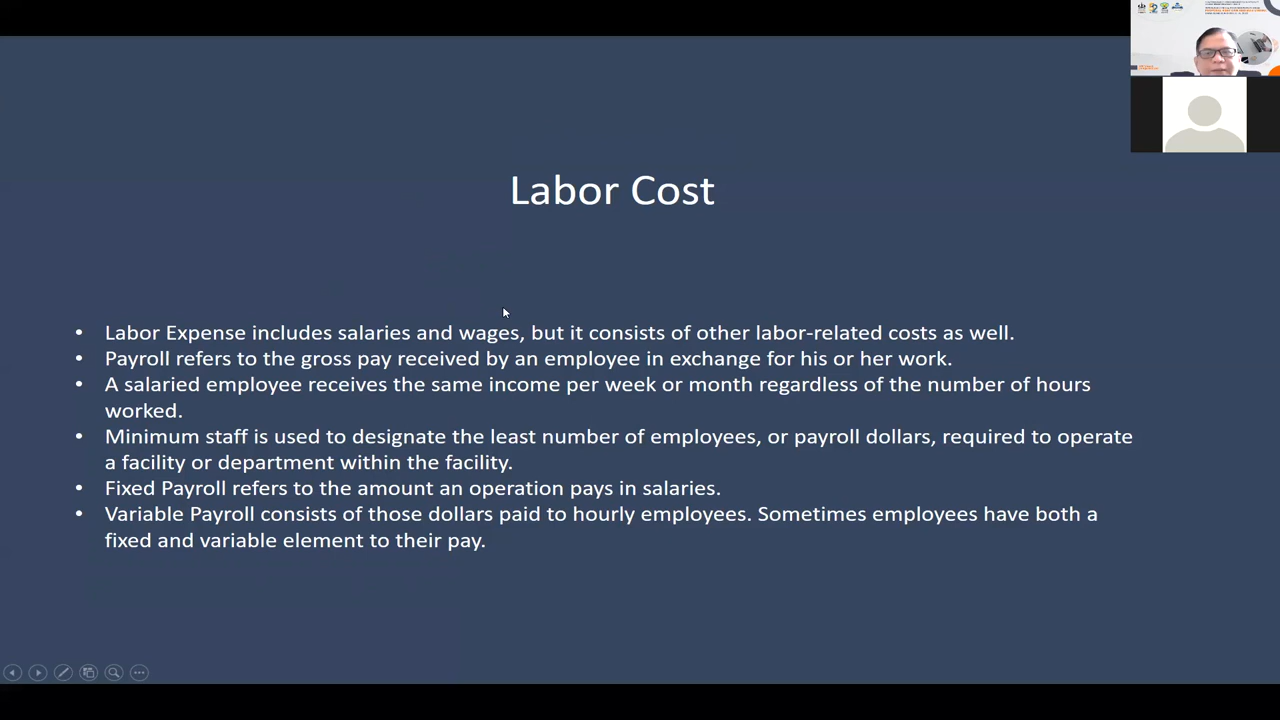 Labor Cost
• Labor Expense includes salaries and wages, but it consists of other labor-related costs as well.
• Payroll refers to the gross pay received by an employee in exchange for his or her work.
• A salaried employee receives the same income per week or month regardless of the number of hours
worked.
• Minimum staff is used to designate the least number of employees, or payroll dollars, required to operate
a facility or department within the facility.
• Fixed Payroll refers to the amount an operation pays in salaries.
• Variable Payroll consists of those dollars paid to hourly employees. Sometimes employees have both a
fixed and variable element to their pay.